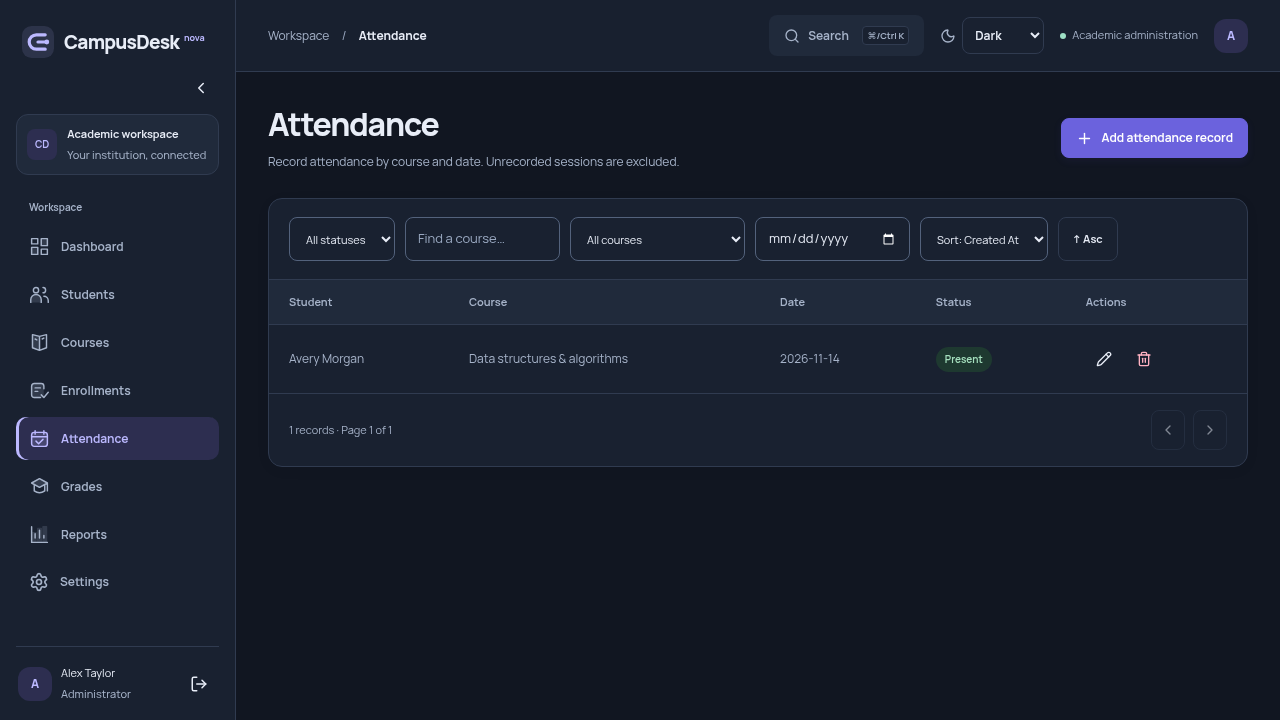 CampusDesk nova
CD
Academic workspace
Your institution, connected
Workspace
Dashboard
Students
Courses
Enrollments
Attendance
Grades
Reports
Settings
A
Alex Taylor
Administrator
Workspace / Attendance
Search ⌘/Ctrl K
Dark
Academic administration
A
Attendance
Record attendance by course and date. Unrecorded sessions are excluded.
Add attendance record
All statuses
Find a course...
All courses
mm/dd/yyyy
Sort: Created At
↑ Asc
Student Course Date Status Actions
Avery Morgan Data structures & algorithms 2026-11-14 Present
1 records · Page 1 of 1